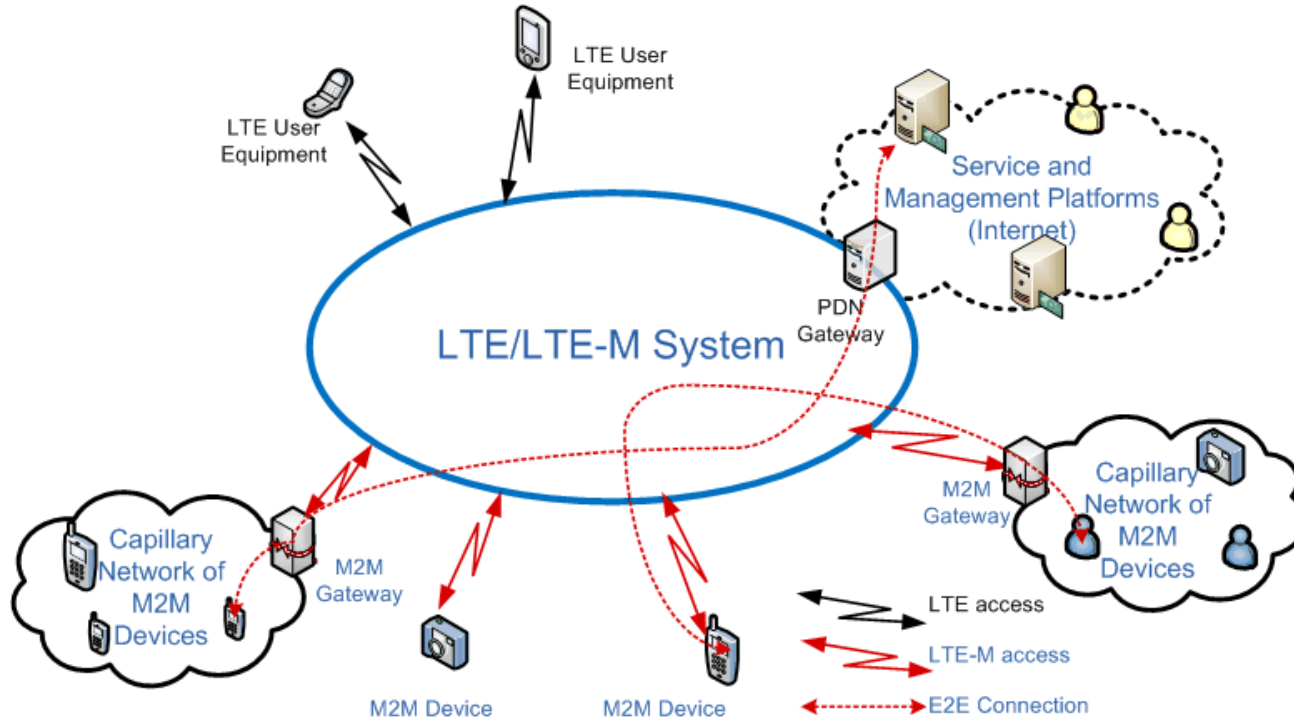 LTE User
Equipment
LTE User
Equipment
Service and
Management Platforms
(Internet)
PDN
Gateway
LTE/LTE-M System
Capillary
Network of
M2M
Devices
M2M
Gateway
M2M
Gateway
Capillary
Network of
M2M
Devices
M2M Device
M2M Device
LTE access
LTE-M access
E2E Connection